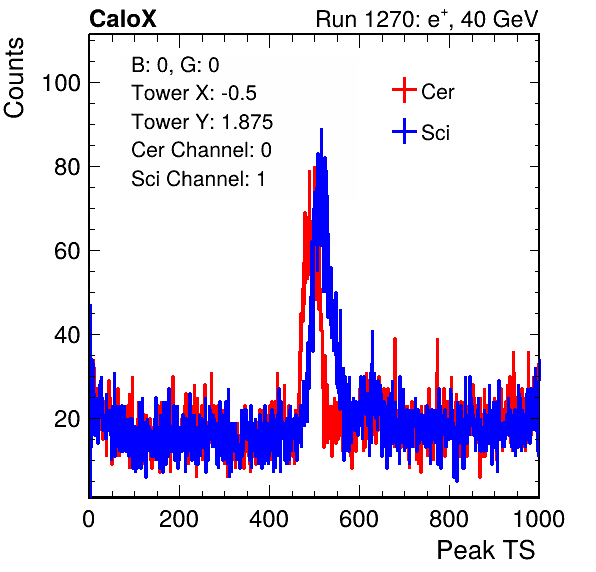 CaloX Run 1270: e⁺, 40 GeV
Counts
B: 0, G: 0
Tower X: -0.5
Tower Y: 1.875
Cer Channel: 0
Sci Channel: 1
Cer
Sci
100
80
60
40
20
0 200 400 600 800 1000
Peak TS